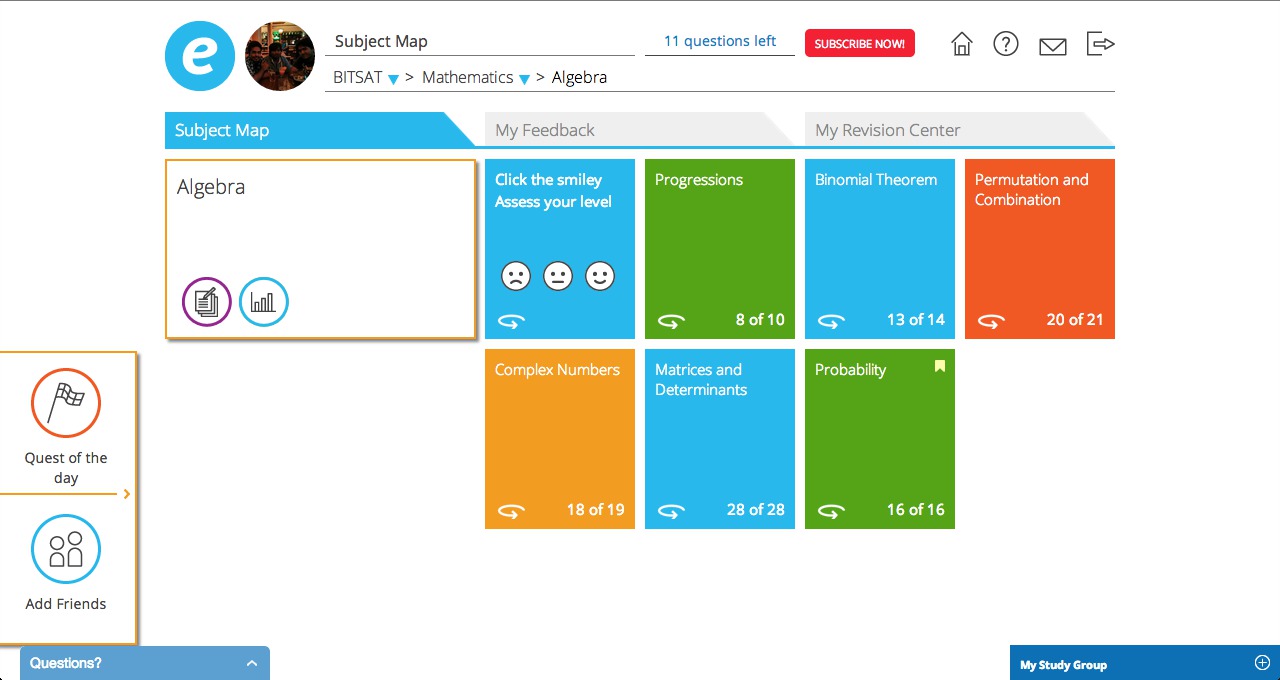 e
Subject Map
11 questions left
SUBSCRIBE NOW!
?
BITSAT > Mathematics > Algebra
Subject Map
My Feedback
My Revision Center
Algebra
Click the smiley
Assess your level
Progressions
8 of 10
Binomial Theorem
13 of 14
Permutation and
Combination
20 of 21
Complex Numbers
18 of 19
Matrices and
Determinants
28 of 28
Probability
16 of 16
Quest of the
day
Add Friends
Questions?
My Study Group